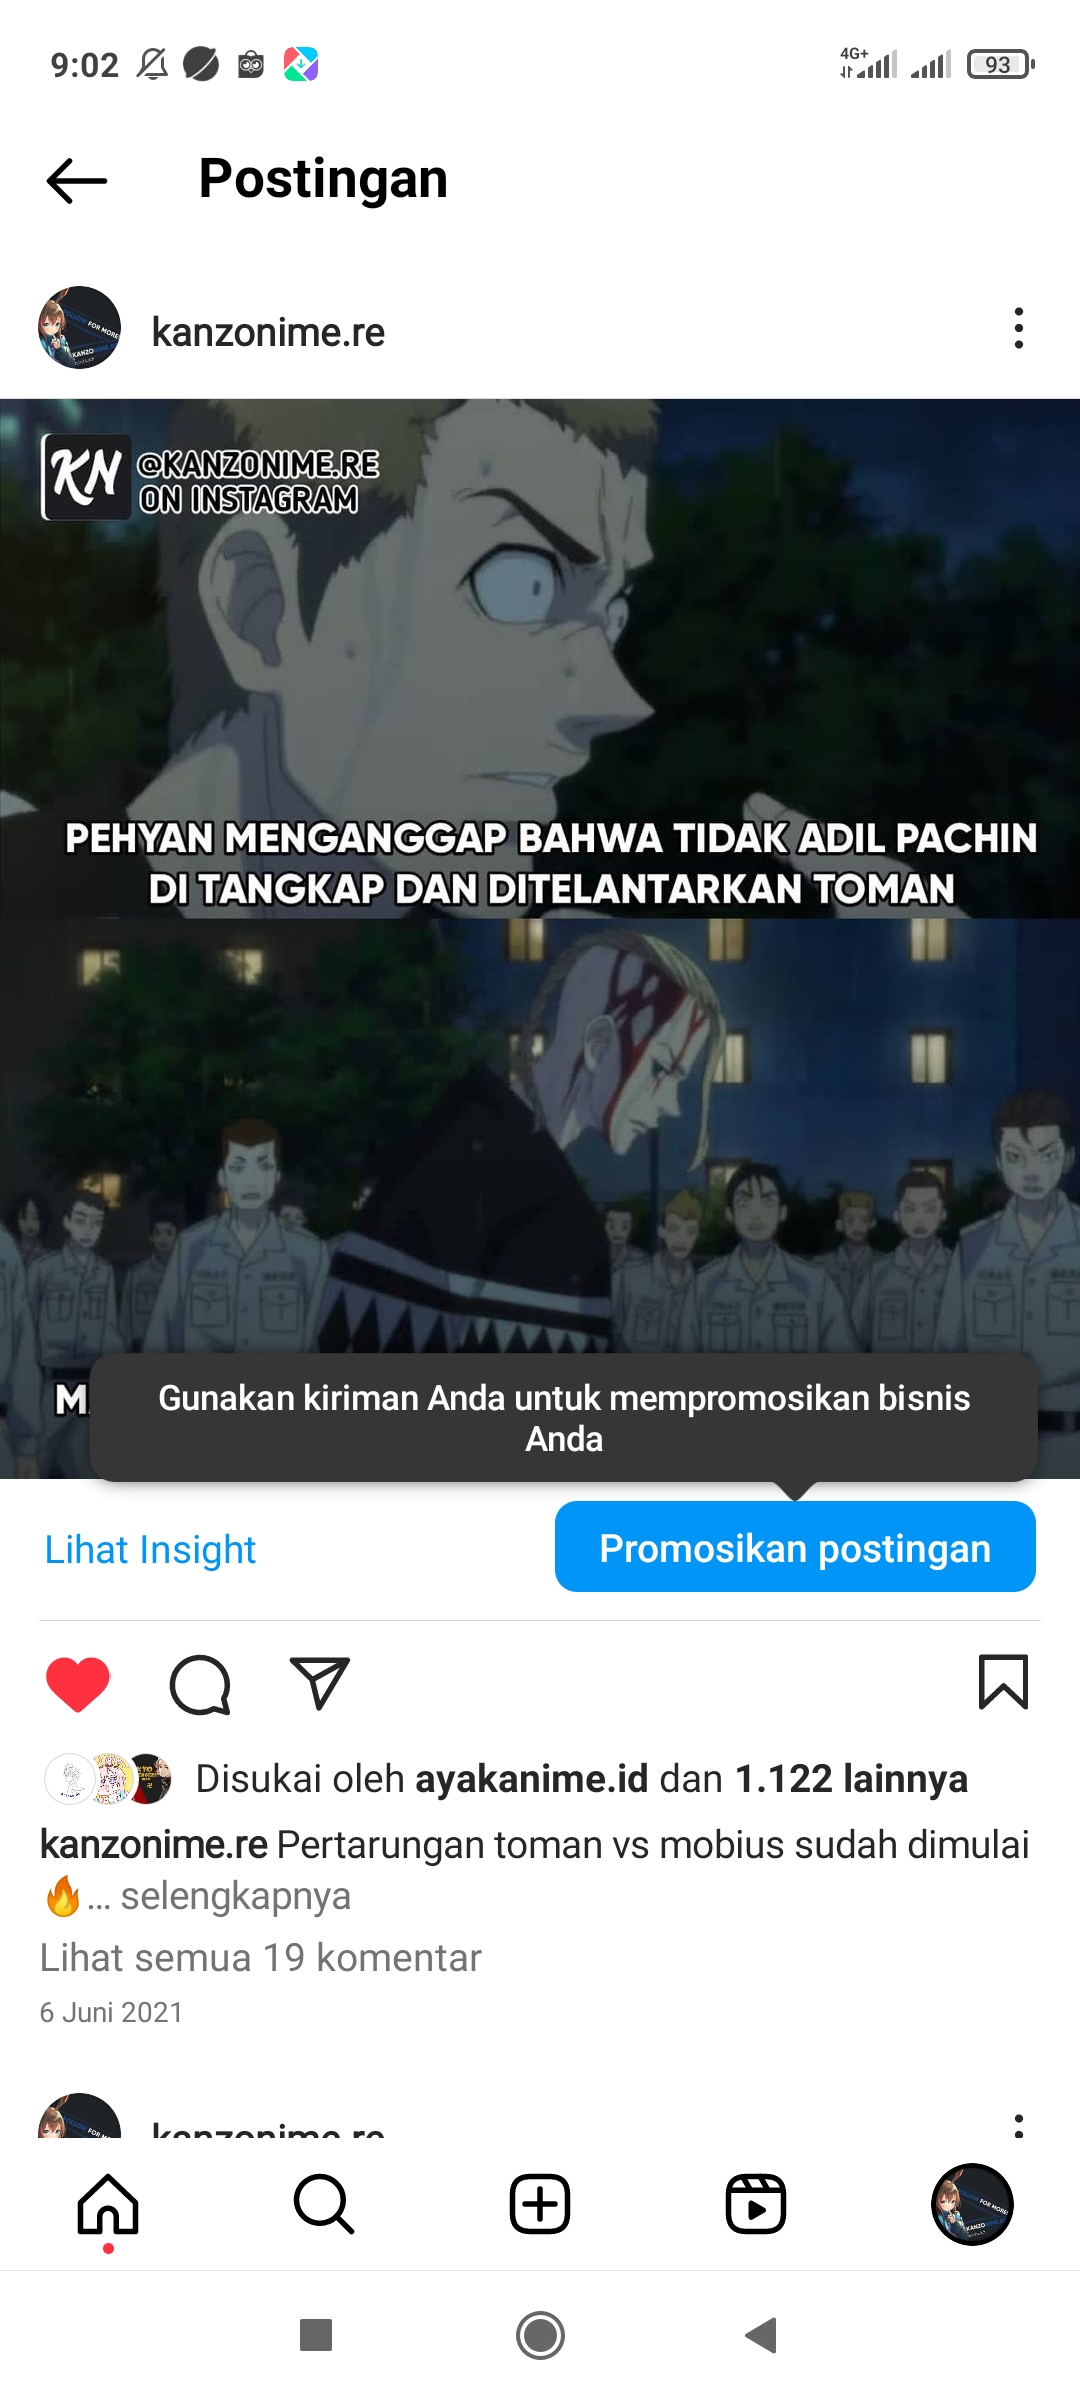 9:02
4G+
93
Postingan
kanzonime.re
KN
@KANZONIME.RE
ON INSTAGRAM
PEHYAN MENGANGGAP BAHWA TIDAK ADIL PACHIN
DI TANGKAP DAN DITELANTARKAN TOMAN
Gunakan kiriman Anda untuk mempromosikan bisnis
Anda
Lihat Insight
Promosikan postingan
Disukai oleh ayakanime.id dan 1.122 lainnya
kanzonime.re Pertarungan toman vs mobius sudah dimulai
🔥... selengkapnya
Lihat semua 19 komentar
6 Juni 2021
kanzonime.re